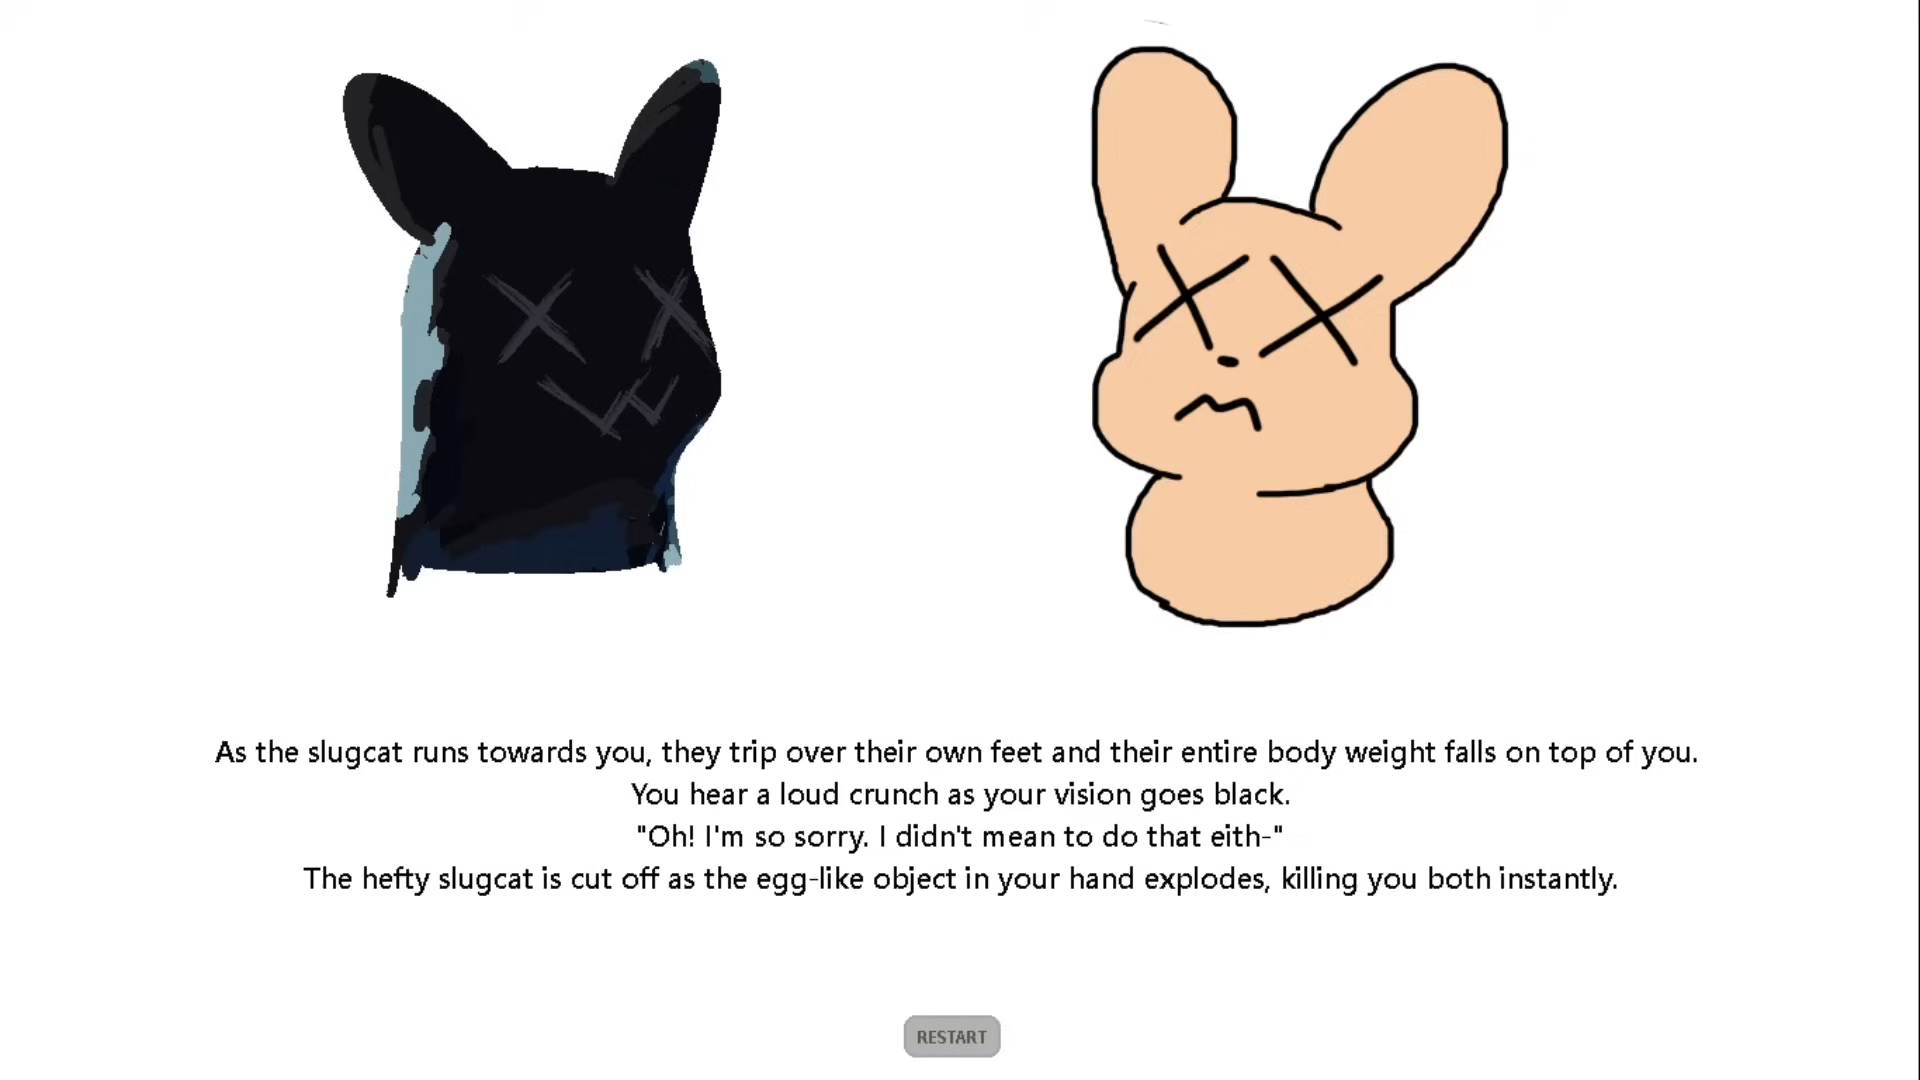 As the slugcat runs towards you, they trip over their own feet and their entire body weight falls on top of you.
You hear a loud crunch as your vision goes black.
"Oh! I'm so sorry. I didn't mean to do that eith-"
The hefty slugcat is cut off as the egg-like object in your hand explodes, killing you both instantly.
RESTART